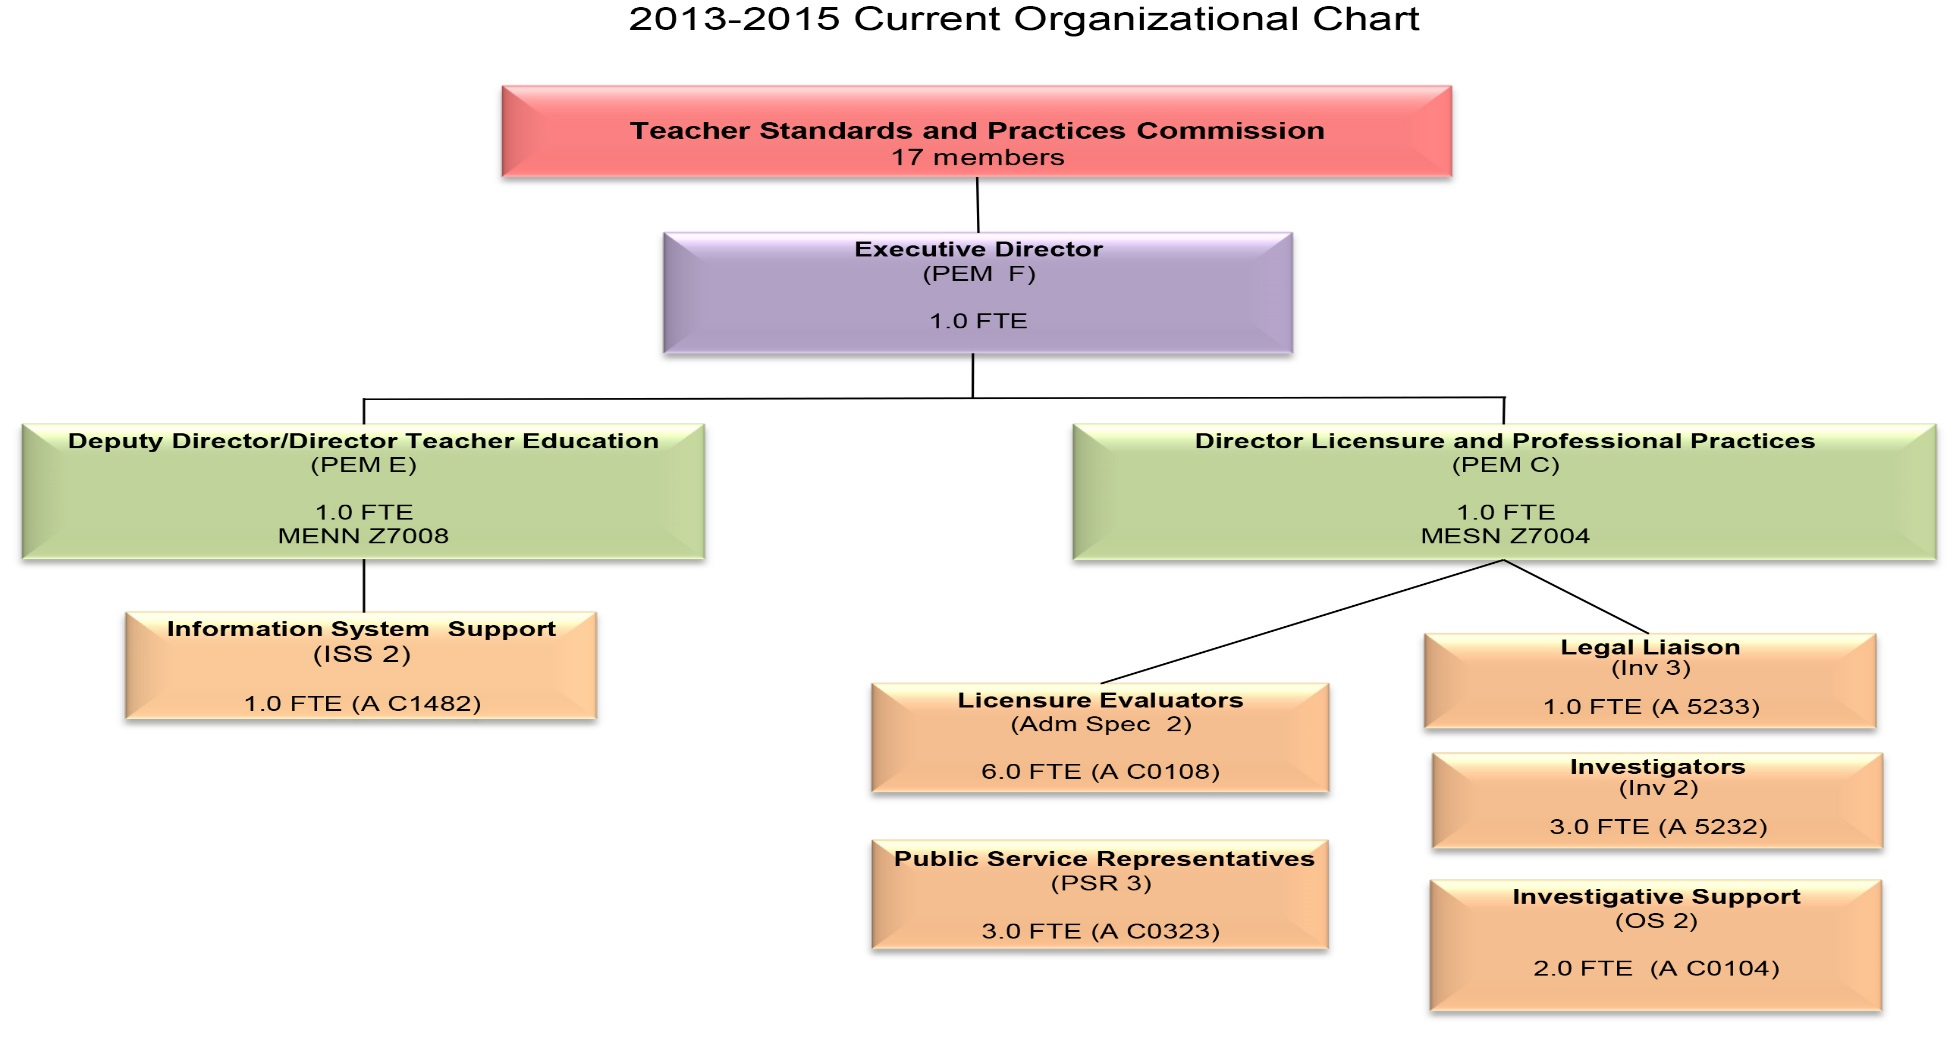 2013-2015 Current Organizational Chart
Teacher Standards and Practices Commission
17 members
Executive Director
(PEM F)
1.0 FTE
Deputy Director/Director Teacher Education
(PEM E)
1.0 FTE
MENN Z7008
Director Licensure and Professional Practices
(PEM C)
1.0 FTE
MESN Z7004
Information System Support
(ISS 2)
1.0 FTE (A C1482)
Licensure Evaluators
(Adm Spec 2)
6.0 FTE (A C0108)
Public Service Representatives
(PSR 3)
3.0 FTE (A C0323)
Legal Liaison
(Inv 3)
1.0 FTE (A 5233)
Investigators
(Inv 2)
3.0 FTE (A 5232)
Investigative Support
(OS 2)
2.0 FTE (A C0104)